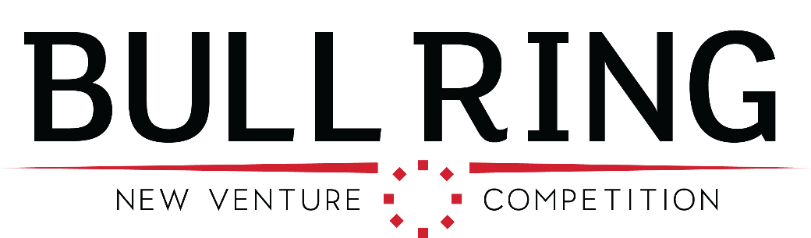 BULL RING
NEW VENTURE COMPETITION